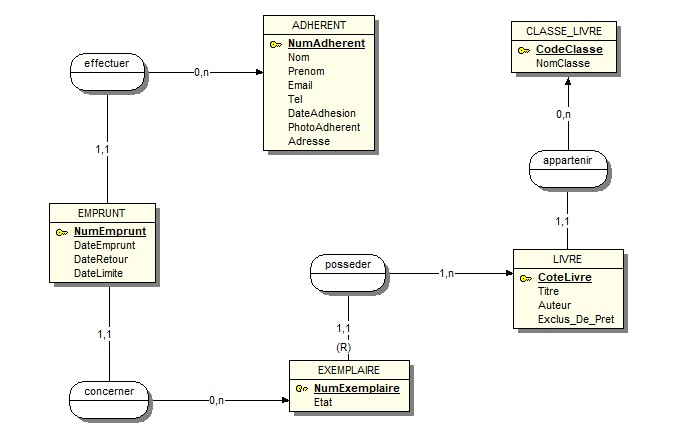 ADHERENT
NumAdherent
Nom
Prenom
Email
Tel
DateAdhesion
PhotoAdherent
Adresse
CLASSE_LIVRE
CodeClasse
NomClasse
effectuer
0,n
0,n
1,1
appartenir
1,1
EMPRUNT
NumEmprunt
DateEmprunt
DateRetour
DateLimite
posseder
1,n
LIVRE
CoteLivre
Titre
Auteur
Exclus_De_Pret
1,1
1,1
(R)
EXEMPLAIRE
NumExemplaire
Etat
concerner
0,n